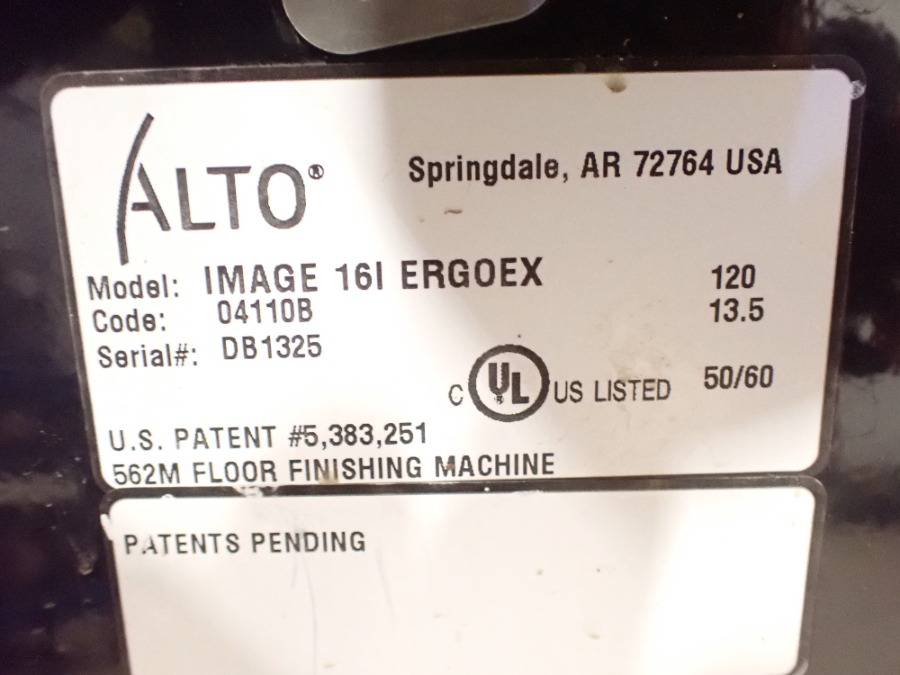 ALTO®
Springdale, AR 72764 USA
Model: IMAGE 16I ERGOEX 120
Code: 04110B 13.5
Serial#: DB1325
C UL® US LISTED 50/60
U.S. PATENT #5,383,251
562M FLOOR FINISHING MACHINE
PATENTS PENDING